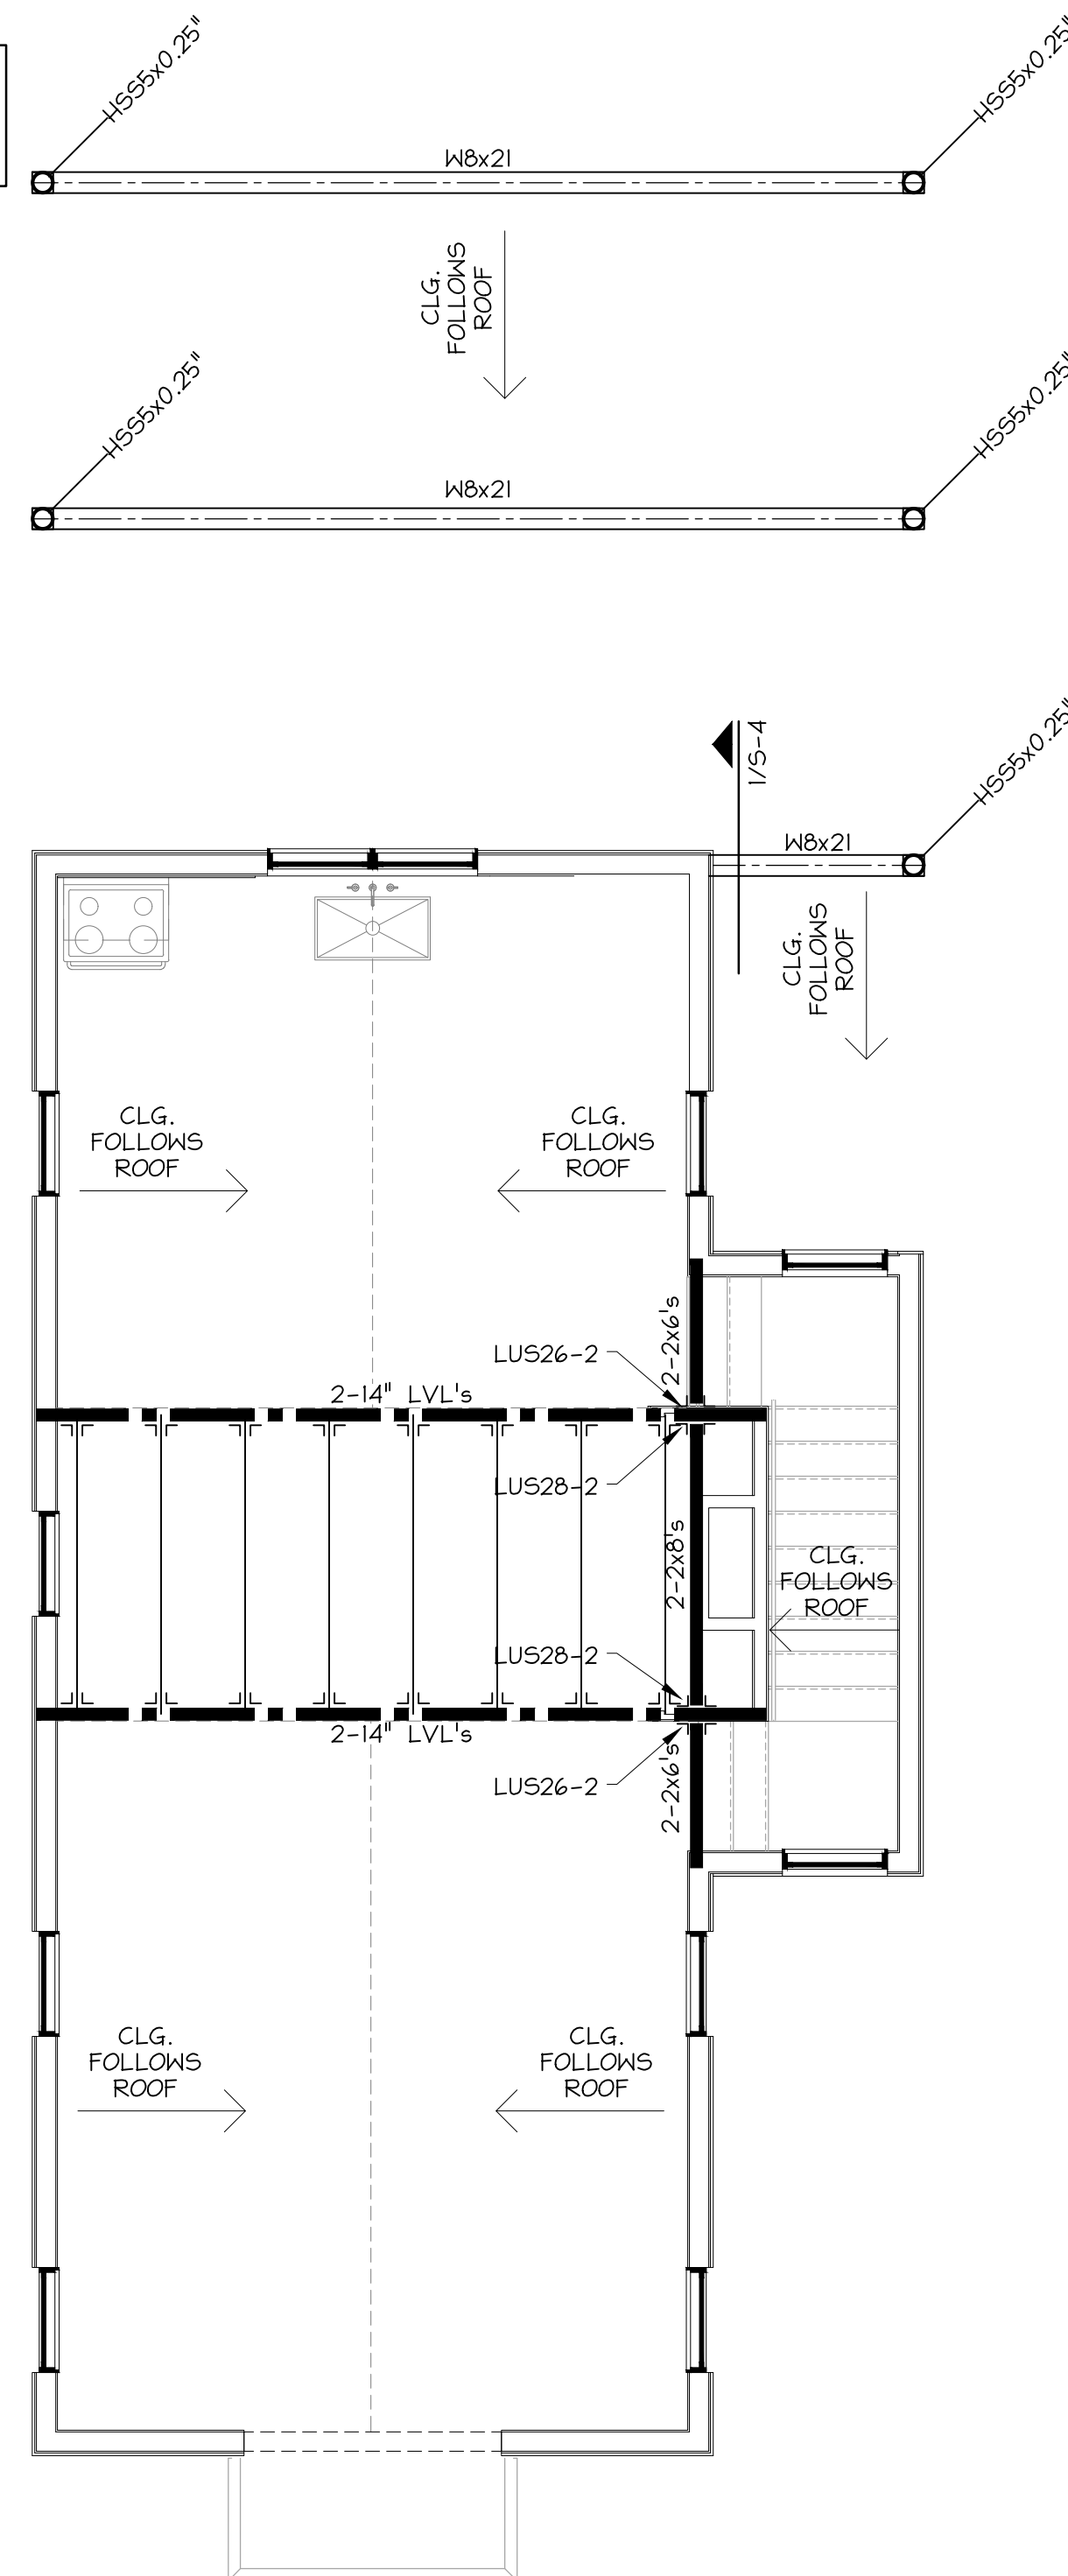 HSS5x0.25"
HSS5x0.25"
W8x21
CLG.
FOLLOWS
ROOF
HSS5x0.25"
HSS5x0.25"
W8x21
1/S-4
HSS5x0.25"
W8x21
CLG.
FOLLOWS
ROOF
CLG.
FOLLOWS
ROOF
CLG.
FOLLOWS
ROOF
2-2x6's
LUS26-2
2-14" LVL's
LUS28-2
2-2x8's
CLG.
FOLLOWS
ROOF
LUS28-2
2-14" LVL's
LUS26-2
2-2x6's
CLG.
FOLLOWS
ROOF
CLG.
FOLLOWS
ROOF